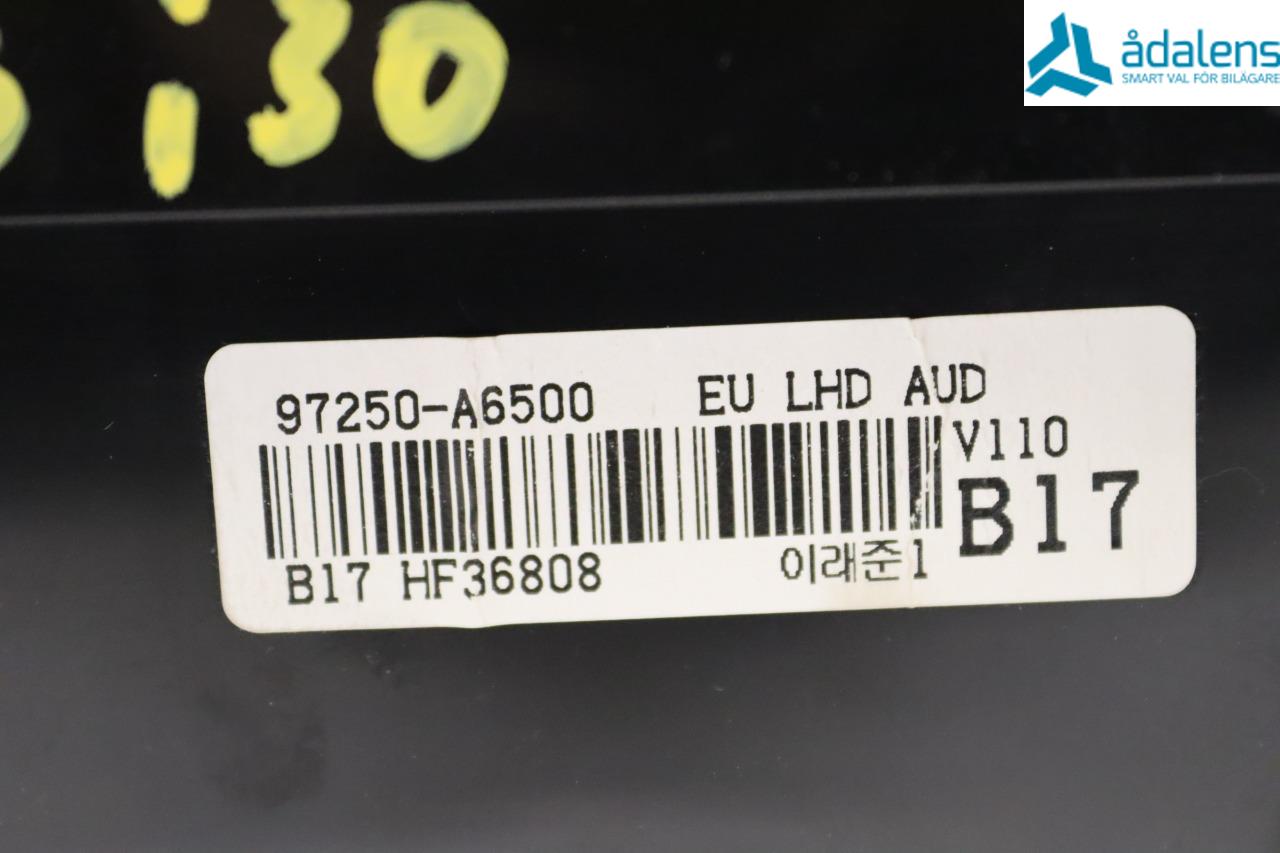 ådalens
SMART VAL FÖR BILÄGARE
30
97250-A6500 EU LHD AUD
V110
B17
B17 HF36808 이래준1